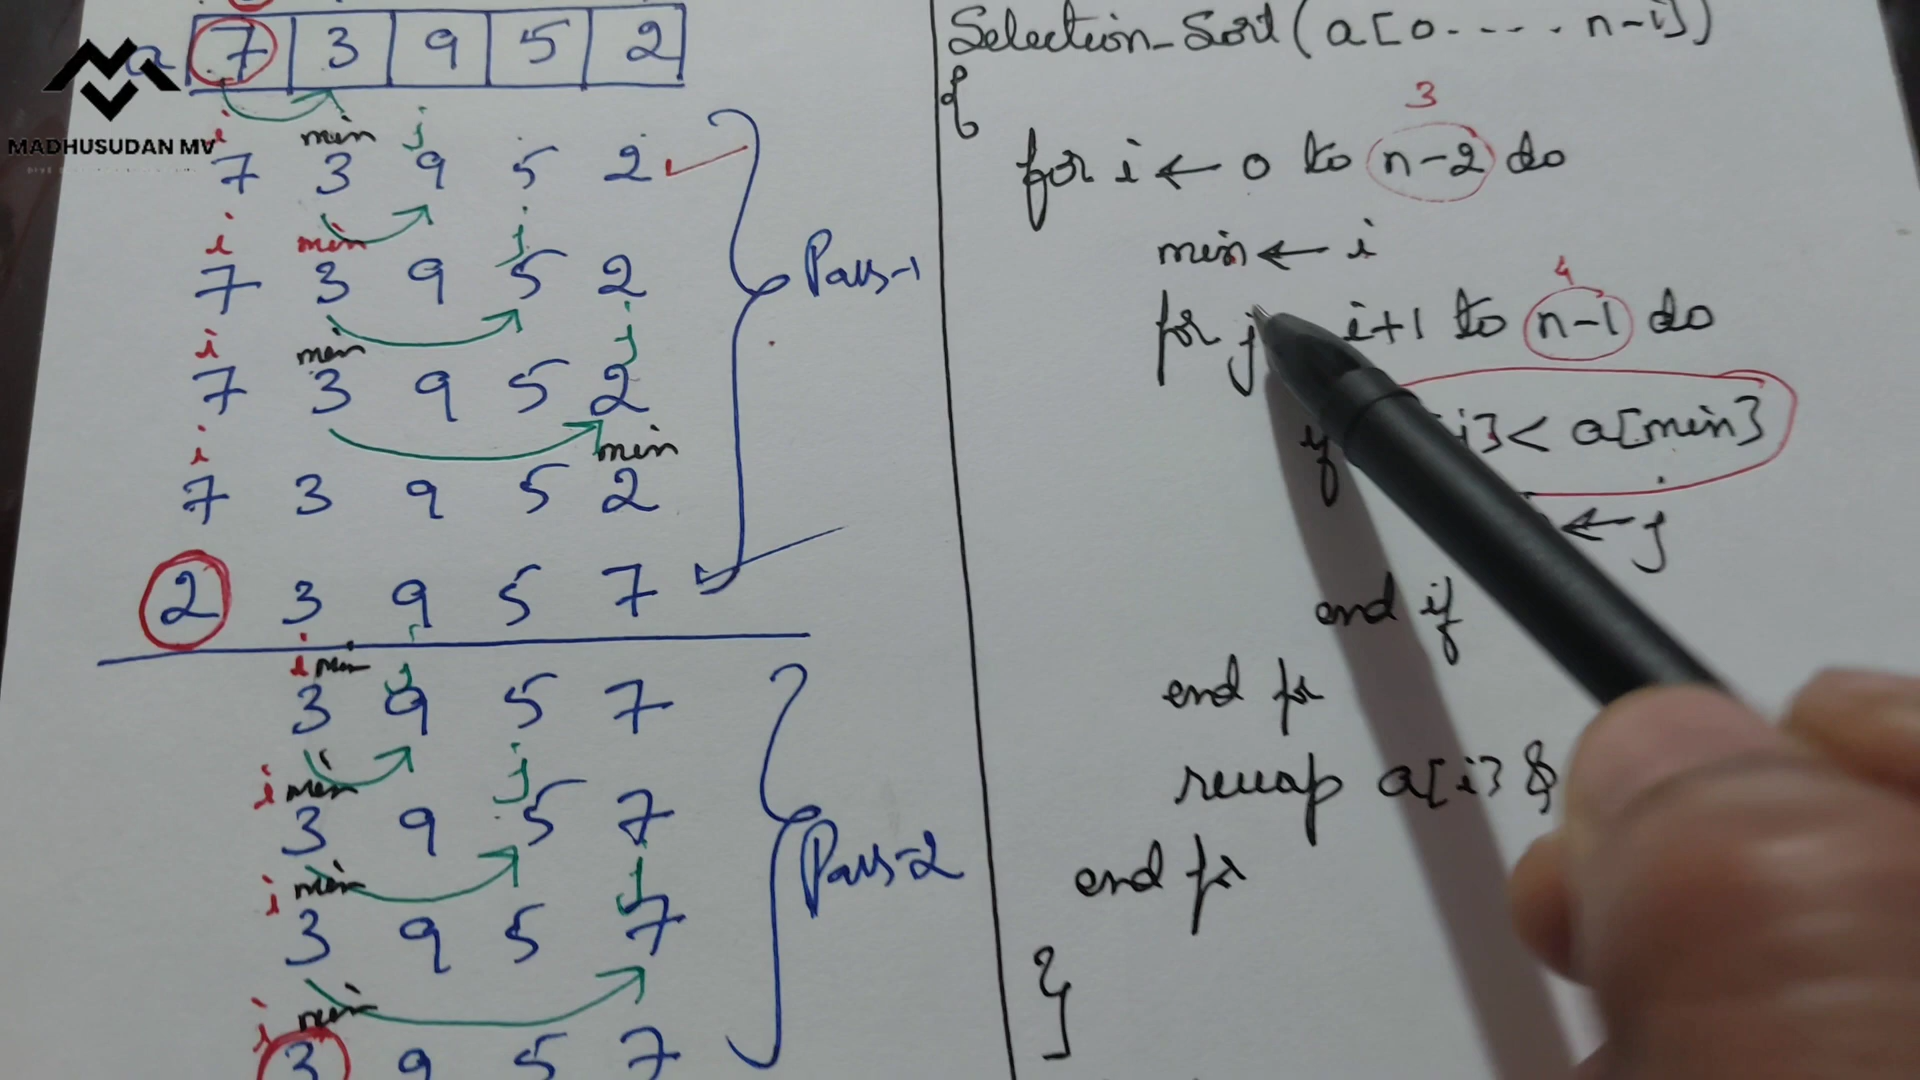 a 7 3 9 5 2
MADHUSUDAN MV
i min j
7 3 9 5 2
i min j
7 3 9 5 2
i min j
7 3 9 5 2
i min
7 3 9 5 2
2 3 9 5 7
Pass-1
i min j
3 9 5 7
i min j
3 9 5 7
i min j
3 9 5 7
i min
3 9 5 7
Pass-2
Selection-Sort (a[0..... n-1])
{
3
for i ← 0 to n-2 do
min ← i
4
for j i+1 to n-1 do
if ] < a[min]
← j
end if
end for
swap a[i] &
end for
}